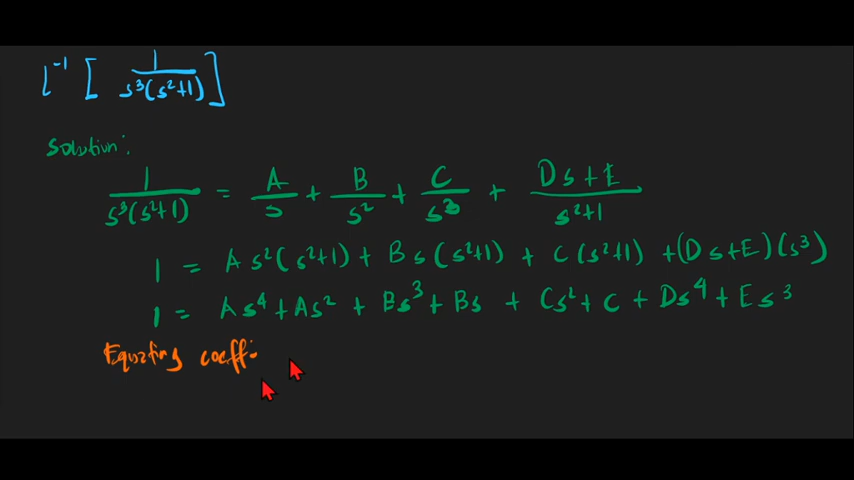 l⁻¹ [ 1/(s³(s²+1)) ]
Solution:
1/(s³(s²+1)) = A/s + B/s² + C/s³ + (Ds+E)/(s²+1)
1 = As²(s²+1) + Bs(s²+1) + C(s²+1) + (Ds+E)(s³)
1 = As⁴ + As² + Bs³ + Bs + Cs² + C + Ds⁴ + Es³
Equating coeff: